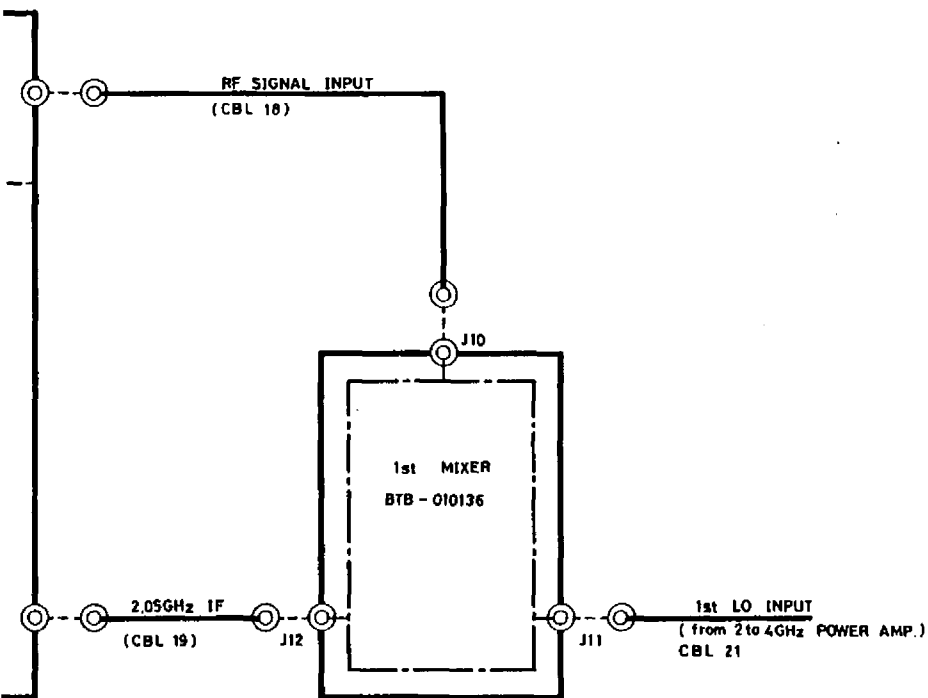 RF SIGNAL INPUT
(CBL 18)
J10
1st MIXER
BTB - 010136
2.05GHz IF
(CBL 19)
J12
J11
1st LO INPUT
( from 2 to 4GHz POWER AMP.)
CBL 21